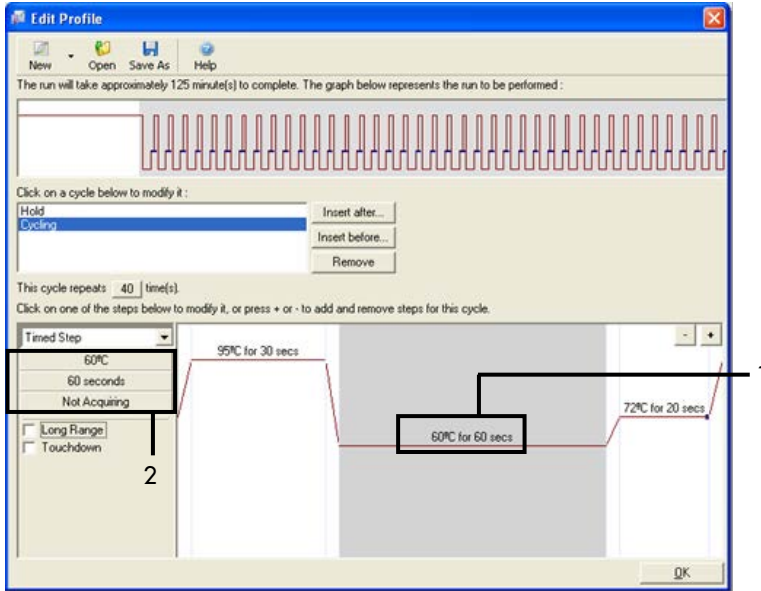 Edit Profile
New Open Save As Help
The run will take approximately 125 minute(s) to complete. The graph below represents the run to be performed :
Click on a cycle below to modify it :
Hold
Cycling
Insert after...
Insert before...
Remove
This cycle repeats 40 time(s).
Click on one of the steps below to modify it, or press + or - to add and remove steps for this cycle.
Timed Step
60ºC
60 seconds
Not Acquiring
Long Range
Touchdown
2
95ºC for 30 secs
60ºC for 60 secs
72ºC for 20 secs
- +
1
OK